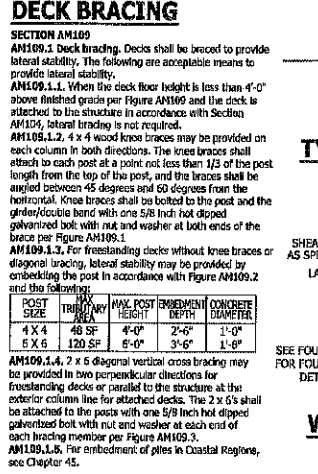 DECK BRACING
SECTION AM109
AM109.1 Deck bracing. Decks shall be braced to provide
lateral stability. The following are acceptable means to
provide lateral stability.
AM109.1.1. When the deck floor height is less than 4'-0"
above finished grade per Figure AM109 and the deck is
attached to the structure in accordance with Section
AM104, lateral bracing is not required.
AM109.1.2. 4 x 4 wood knee braces may be provided on
each column in both directions. The knee braces shall
attach to each post at a point not less than 1/3 of the post
length from the top of the post, and the braces shall be
angled between 45 degrees and 60 degrees from the
horizontal. Knee braces shall be bolted to the post and the
girder/double band with one 5/8 inch hot dipped
galvanized bolt with nut and washer at both ends of the
brace per Figure AM109.1
AM109.1.3. For freestanding decks without knee braces or
diagonal bracing, lateral stability may be provided by
embedding the post in accordance with Figure AM109.2
and the following:
POST SIZE MAX TRIBUTARY AREA MAX. POST HEIGHT EMBEDMENT DEPTH CONCRETE DIAMETER
4 X 4 48 SF 4'-0" 2'-6" 1'-0"
6 X 6 120 SF 6'-0" 3'-6" 1'-8"
AM109.1.4. 2 x 6 diagonal vertical cross bracing may
be provided in two perpendicular directions for
freestanding decks or parallel to the structure at the
exterior column line for attached decks. The 2 x 6's shall
be attached to the posts with one 5/8 inch hot dipped
galvanized bolt with nut and washer at each end of
each bracing member per Figure AM109.3.
AM109.1.5. For embedment of piles in Coastal Regions,
see Chapter 45.
T
SHEA
AS SPE
LA
SEE FOU
FOR FOU
DET
V